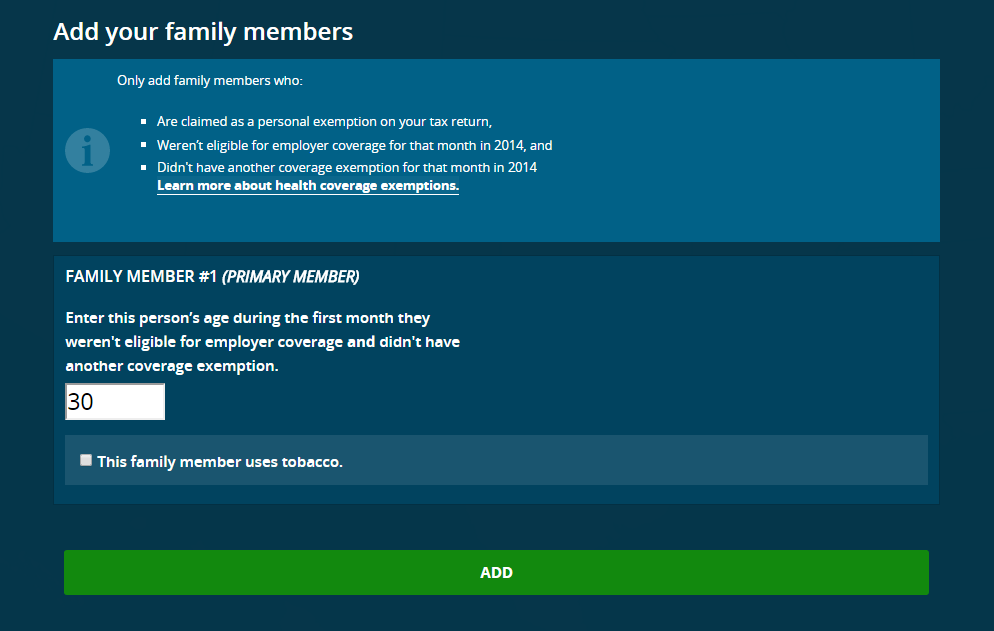 Add your family members
Only add family members who:
Are claimed as a personal exemption on your tax return,
Weren't eligible for employer coverage for that month in 2014, and
Didn't have another coverage exemption for that month in 2014
Learn more about health coverage exemptions.
FAMILY MEMBER #1 (PRIMARY MEMBER)
Enter this person's age during the first month they
weren't eligible for employer coverage and didn't have
another coverage exemption.
30
This family member uses tobacco.
ADD